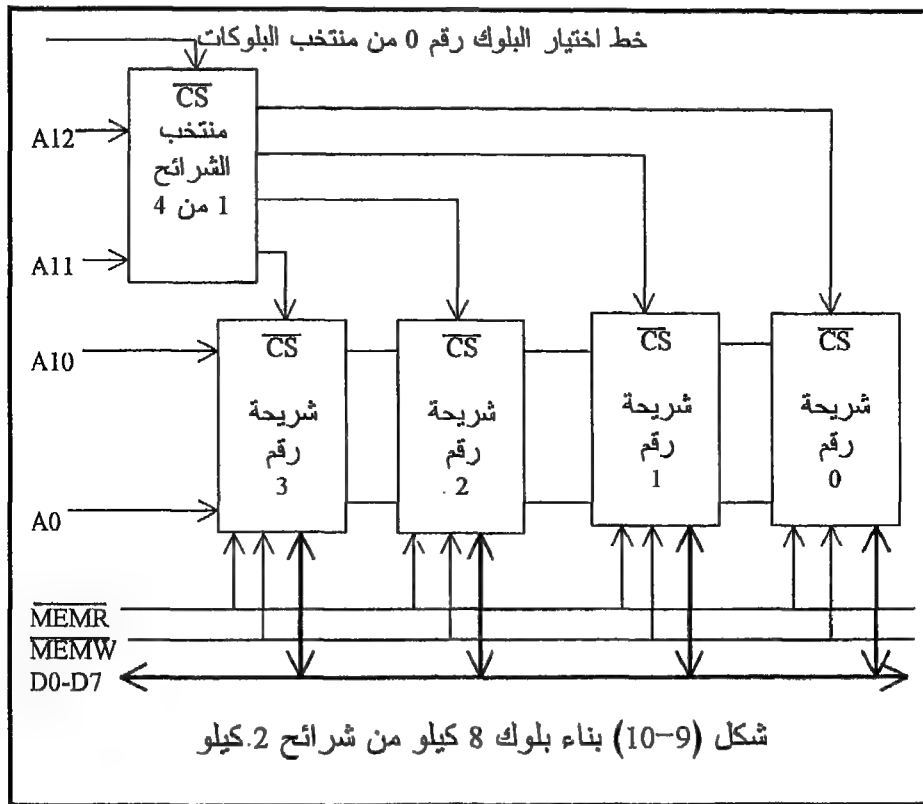 خط اختيار البلوك رقم 0 من منتخب البلوكات
CS
منتخب
الشرائح
1 من 4
A12
A11
A10
A0
CS
شريحة
رقم
3
CS
شريحة
رقم
2
CS
شريحة
رقم
1
CS
شريحة
رقم
0
MEMR
MEMW
D0-D7
شكل (9-10) بناء بلوك 8 كيلو من شرائح 2.كيلو